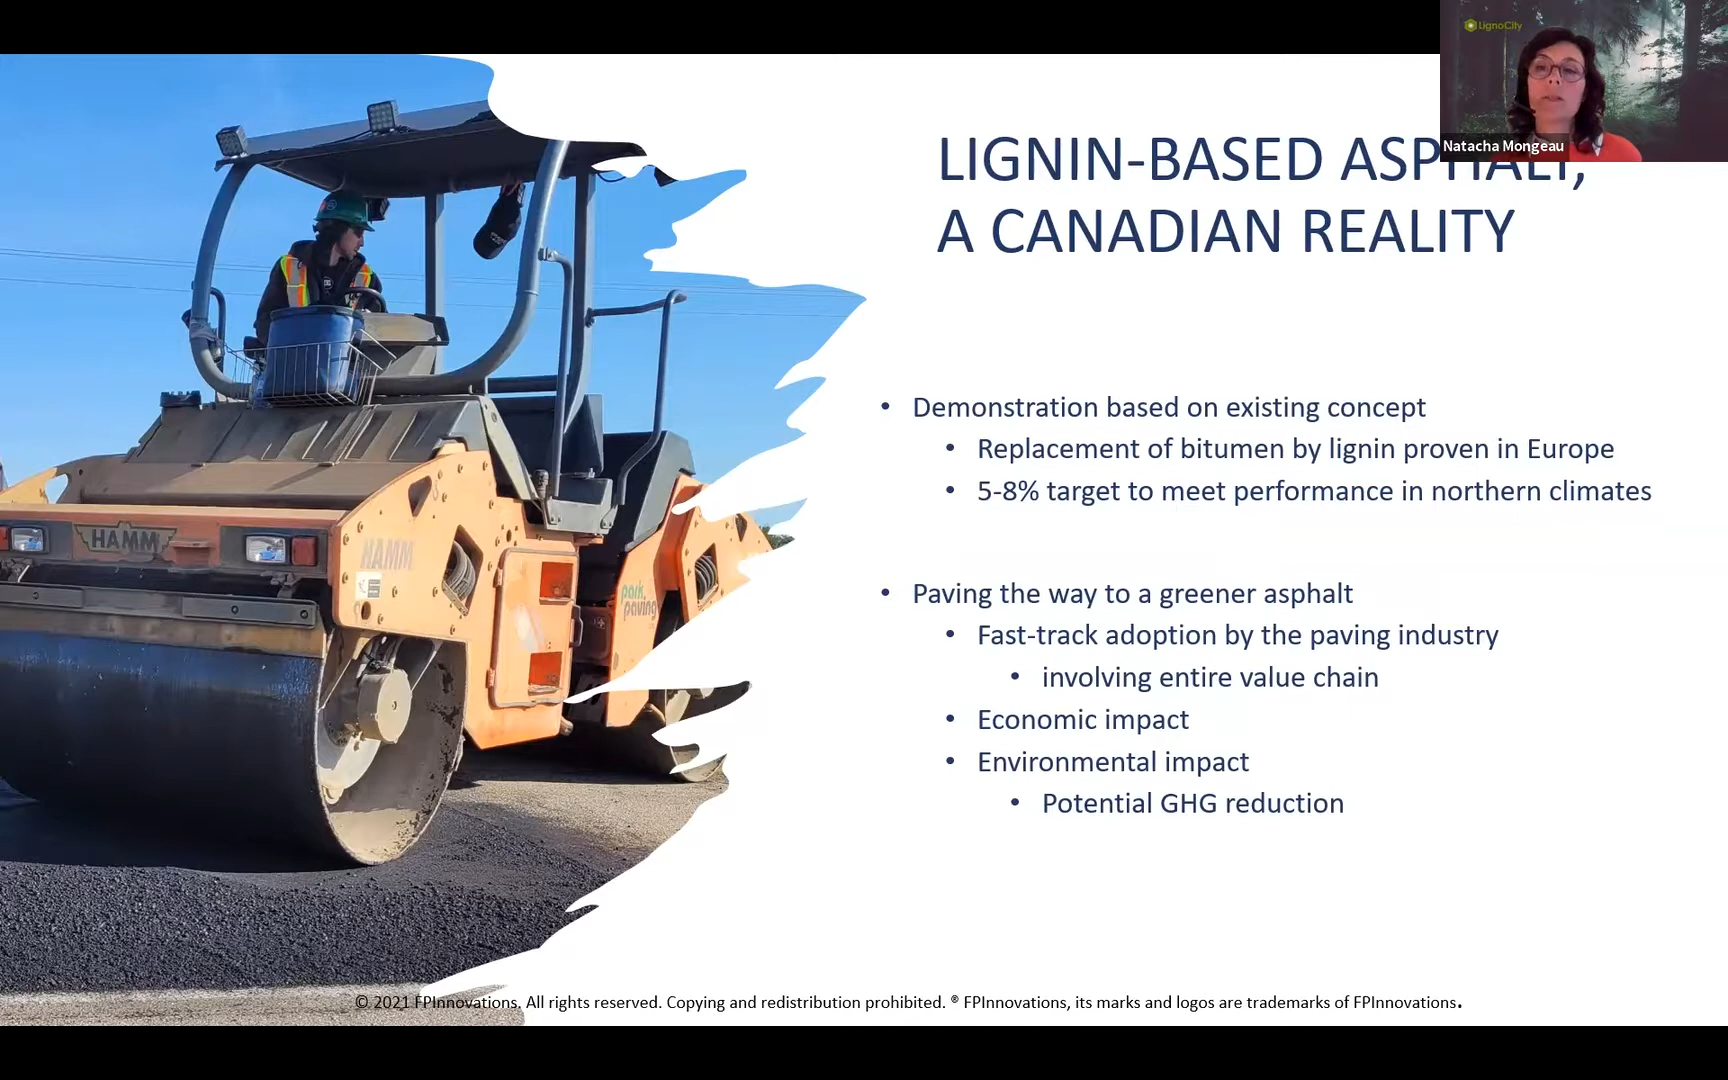 LignoCity
Natacha Mongeau
LIGNIN-BASED ASPHALT,
A CANADIAN REALITY
• Demonstration based on existing concept
• Replacement of bitumen by lignin proven in Europe
• 5-8% target to meet performance in northern climates
• Paving the way to a greener asphalt
• Fast-track adoption by the paving industry
• involving entire value chain
• Economic impact
• Environmental impact
• Potential GHG reduction
HAMM
HAMM
park
paving
© 2021 FPInnovations. All rights reserved. Copying and redistribution prohibited. ® FPInnovations, its marks and logos are trademarks of FPInnovations.